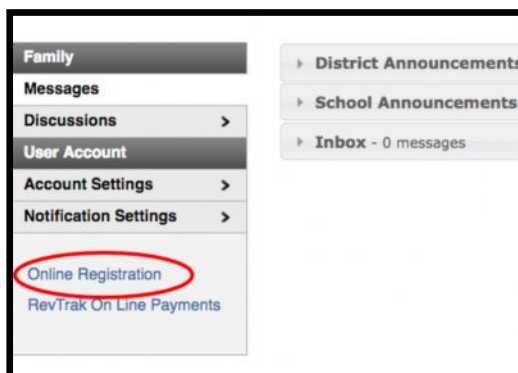 Family
Messages
Discussions >
User Account
Account Settings >
Notification Settings >
Online Registration
RevTrak On Line Payments
District Announcements
School Announcements
Inbox - 0 messages